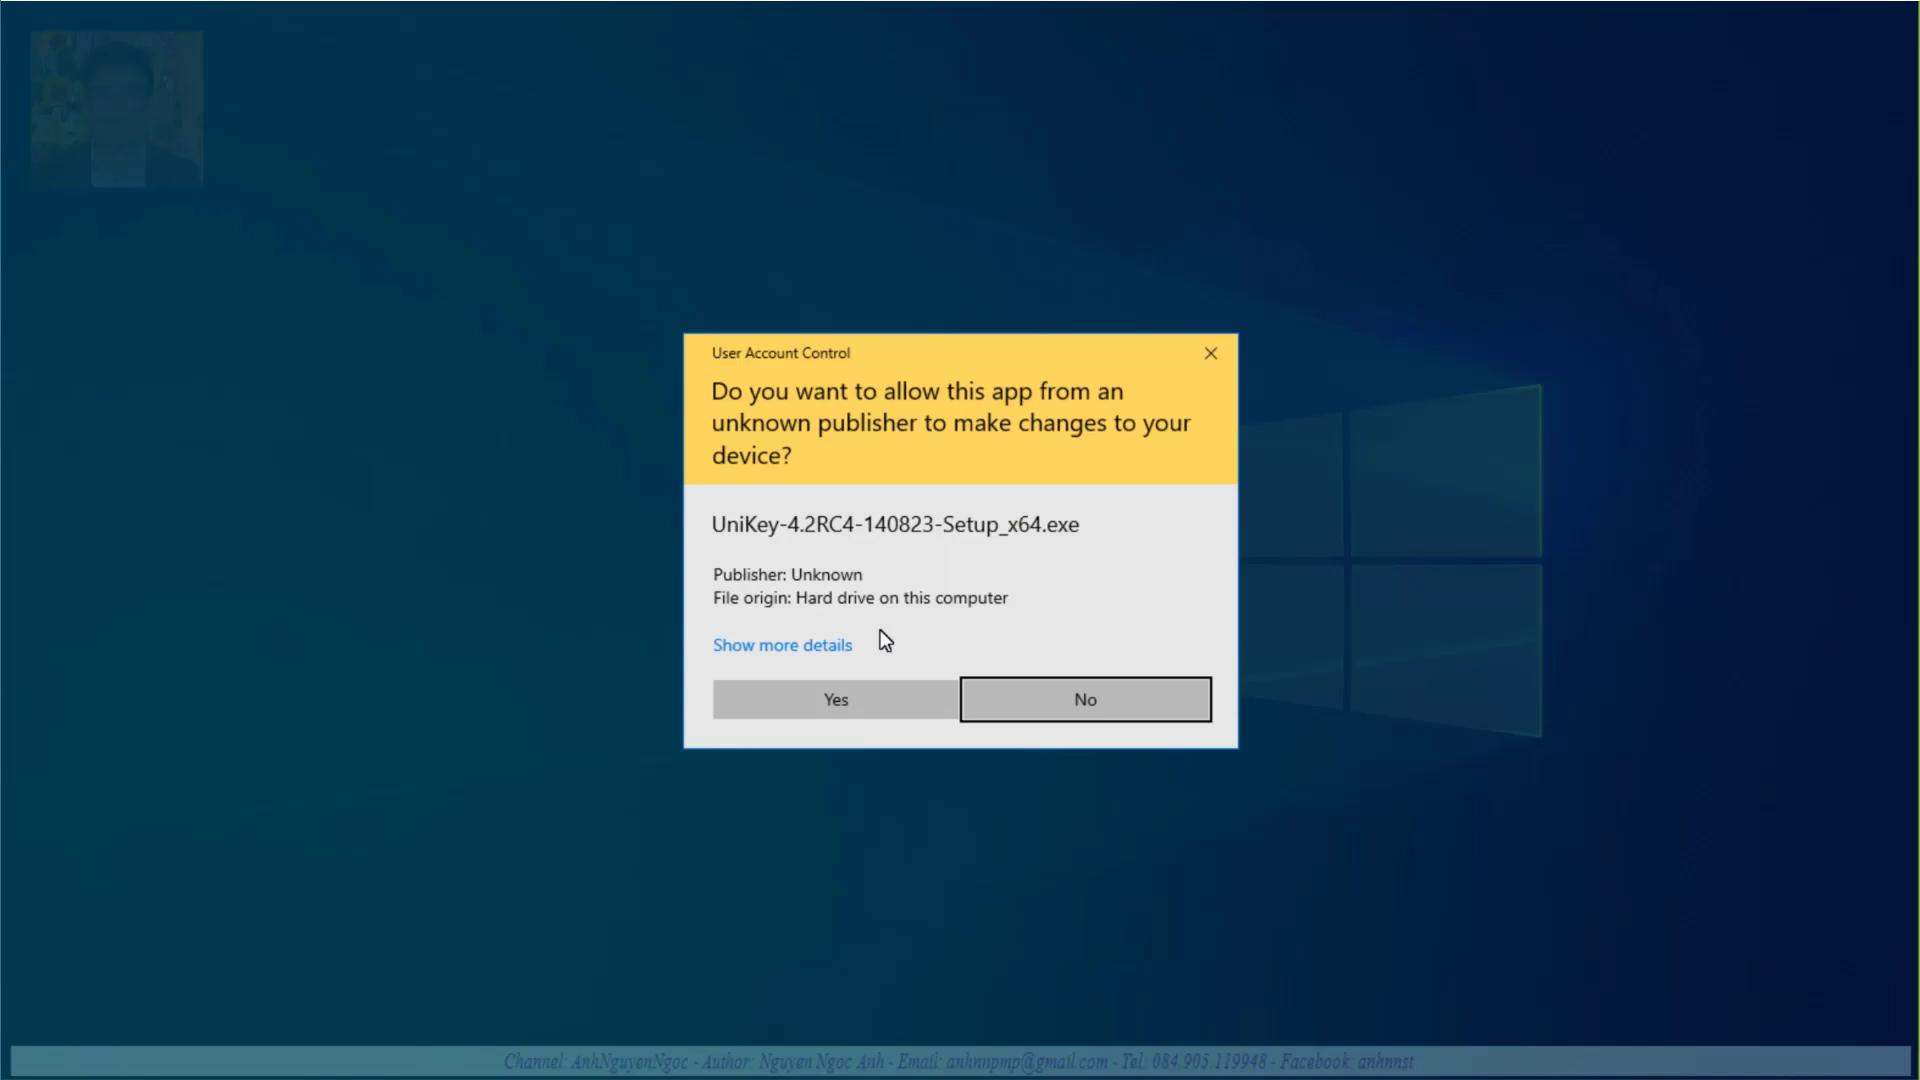 User Account Control
Do you want to allow this app from an
unknown publisher to make changes to your
device?
UniKey-4.2RC4-140823-Setup_x64.exe
Publisher: Unknown
File origin: Hard drive on this computer
Show more details
Yes
No
Channel: AnhNguyenNgoc - Author: Nguyen Ngoc Anh - Email: anhnnpmp@gmail.com - Tel: 084.905.119948 - Facebook: anhnnst